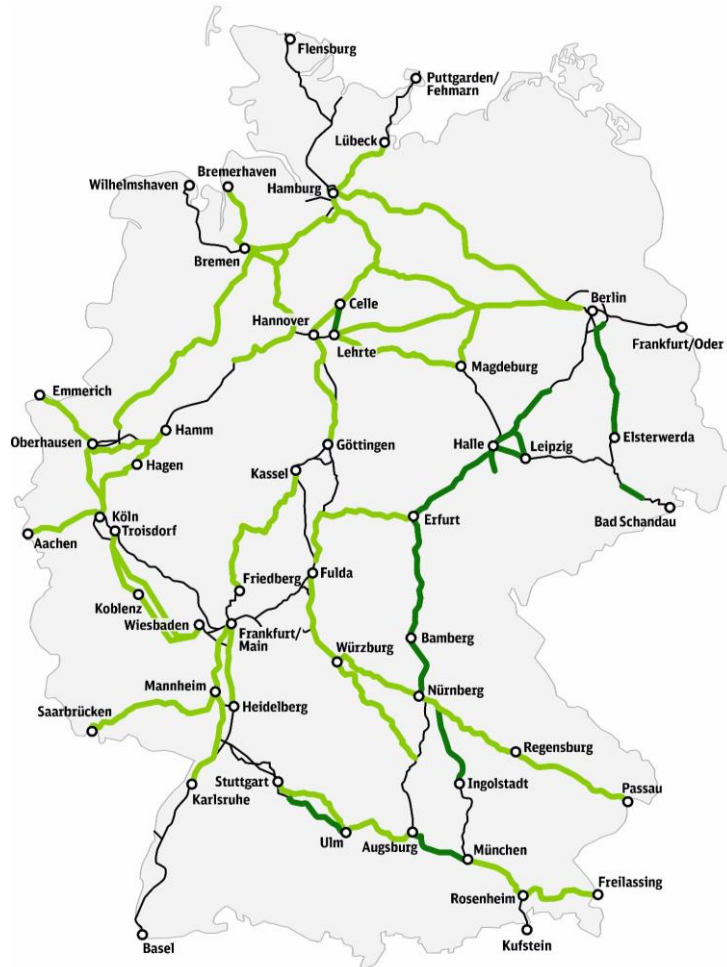 Flensburg
Puttgarden/
Fehmarn
Lübeck
Bremerhaven
Wilhelmshaven
Hamburg
Bremen
Celle
Berlin
Hannover
Lehrte
Frankfurt/Oder
Magdeburg
Emmerich
Hamm
Oberhausen
Göttingen
Halle
Elsterwerda
Leipzig
Hagen
Kassel
Köln
Erfurt
Troisdorf
Bad Schandau
Aachen
Friedberg
Fulda
Koblenz
Wiesbaden
Frankfurt/
Main
Bamberg
Würzburg
Mannheim
Nürnberg
Saarbrücken
Heidelberg
Regensburg
Stuttgart
Ingolstadt
Karlsruhe
Passau
Ulm
Augsburg
München
Freilassing
Rosenheim
Basel
Kufstein